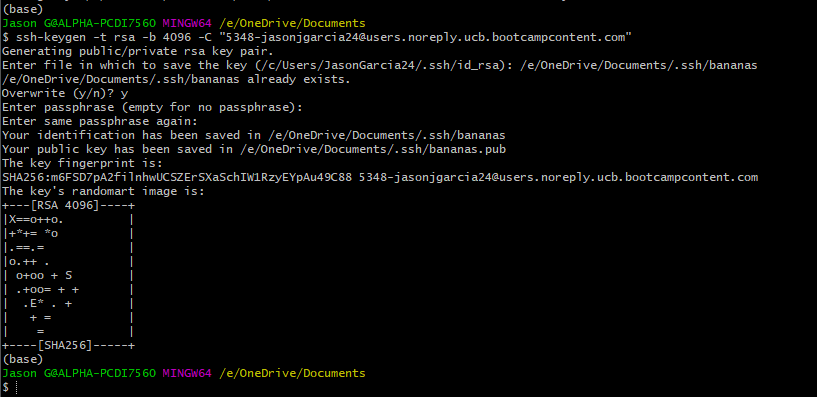 (base)
Jason G@ALPHA-PCDI7560 MINGW64 /e/OneDrive/Documents
$ ssh-keygen -t rsa -b 4096 -C "5348-jasonjgarcia24@users.noreply.ucb.bootcampcontent.com"
Generating public/private rsa key pair.
Enter file in which to save the key (/c/Users/JasonGarcia24/.ssh/id_rsa): /e/OneDrive/Documents/.ssh/bananas
/e/OneDrive/Documents/.ssh/bananas already exists.
Overwrite (y/n)? y
Enter passphrase (empty for no passphrase):
Enter same passphrase again:
Your identification has been saved in /e/OneDrive/Documents/.ssh/bananas
Your public key has been saved in /e/OneDrive/Documents/.ssh/bananas.pub
The key fingerprint is:
SHA256:m6FSD7pA2filnhwUCSZErSXaSchIW1RzyEYpAu49C88 5348-jasonjgarcia24@users.noreply.ucb.bootcampcontent.com
The key's randomart image is:
+---[RSA 4096]----+
|X==o++o.         |
|+*+= *o          |
|.==.=            |
|o.++ .           |
| o+oo + S        |
| .+oo= + +       |
|  .E* . +        |
|   + =           |
|    =            |
+----[SHA256]-----+
(base)
Jason G@ALPHA-PCDI7560 MINGW64 /e/OneDrive/Documents
$